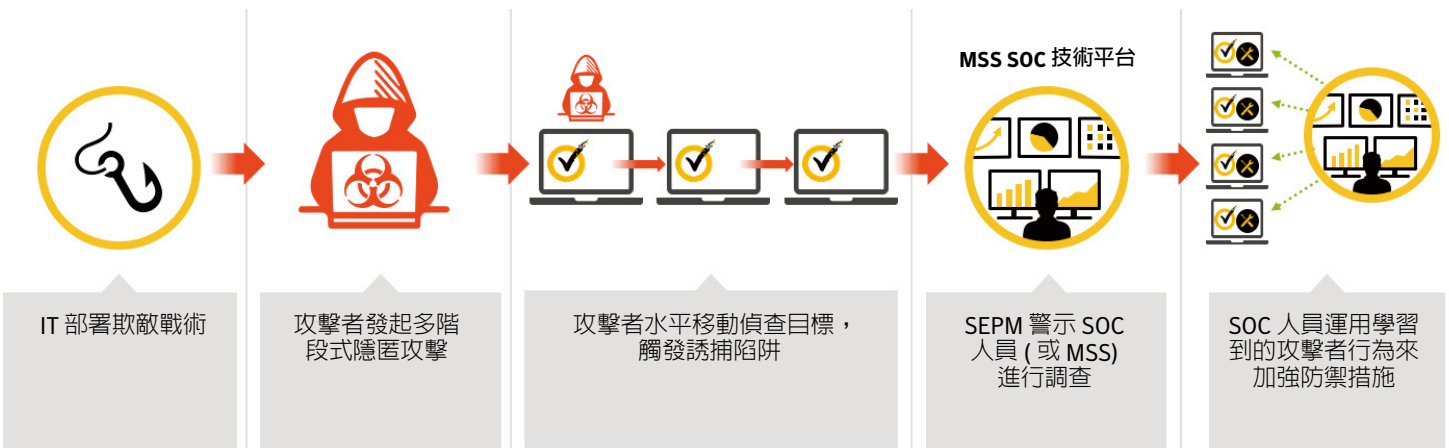 MSS SOC 技術平台
IT 部署欺敵戰術
攻擊者發起多階
段式隱匿攻擊
攻擊者水平移動偵查目標，
觸發誘捕陷阱
SEPM 警示 SOC
人員 ( 或 MSS)
進行調查
SOC 人員運用學習
到的攻擊者行為來
加強防禦措施